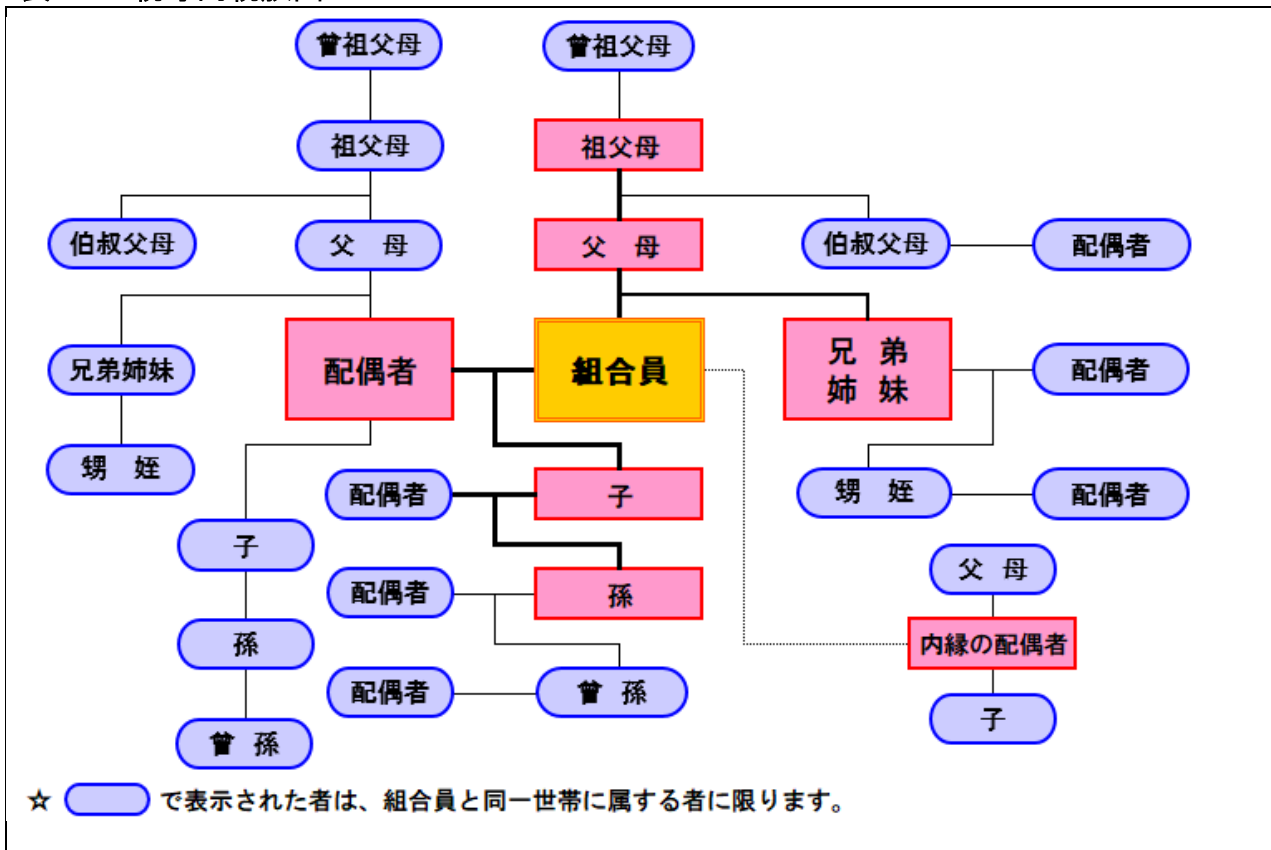 曾祖父母
曾祖父母
祖父母
祖父母
伯叔父母
父 母
父 母
伯叔父母
配偶者
兄弟姉妹
配偶者
組合員
兄 弟
姉 妹
配偶者
甥 姪
配偶者
子
甥 姪
配偶者
子
父 母
配偶者
孫
孫
内縁の配偶者
配偶者
曾 孫
子
曾 孫
☆ で表示された者は、組合員と同一世帯に属する者に限ります。